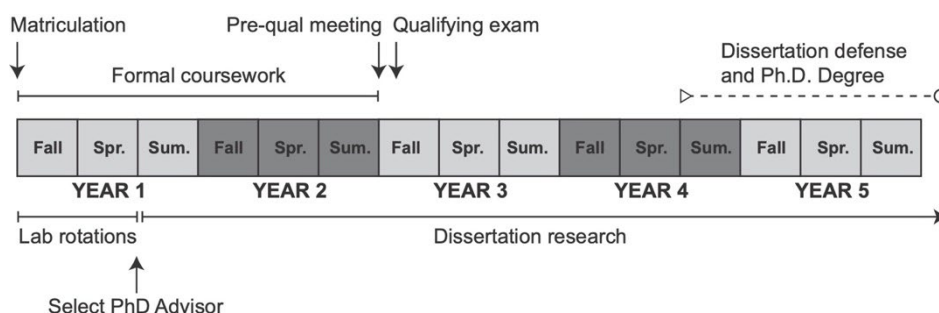 Matriculation
Pre-qual meeting
Qualifying exam
Formal coursework
Dissertation defense
and Ph.D. Degree
Fall Spr. Sum. Fall Spr. Sum. Fall Spr. Sum. Fall Spr. Sum. Fall Spr. Sum.
YEAR 1 YEAR 2 YEAR 3 YEAR 4 YEAR 5
Lab rotations
Dissertation research
Select PhD Advisor